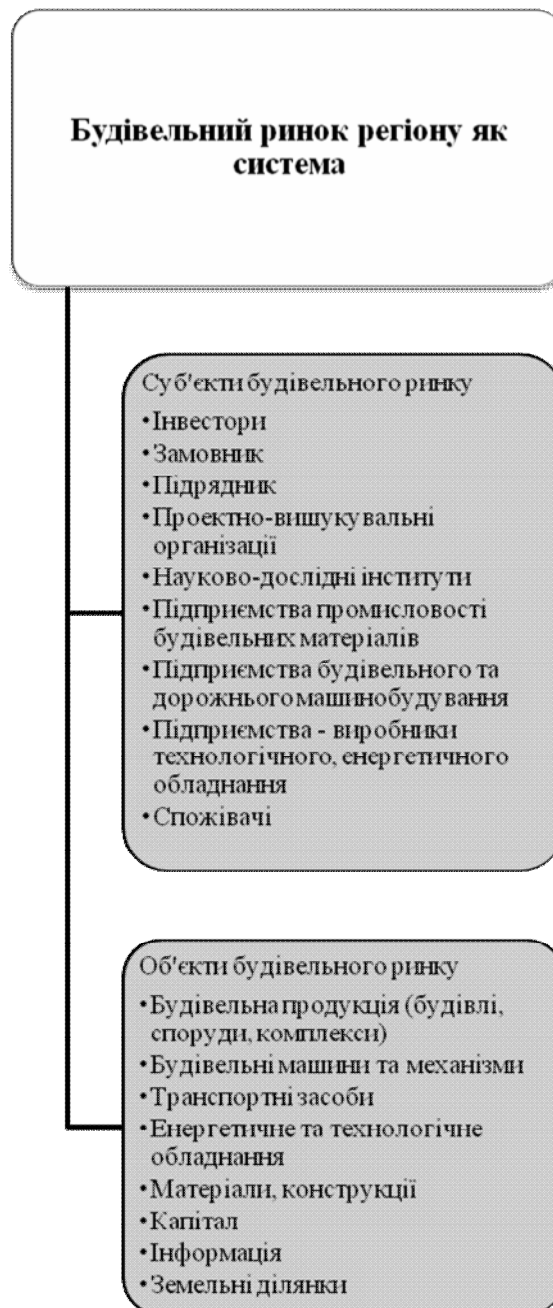 Будівельний ринок регіону як
система
Суб'єкти будівельного ринку
•Інвестори
•Замовник
•Підрядник
•Проектно-вишукувальні
організації
•Науково-дослідні інститути
•Підприємства промисловості
будівельних матеріалів
•Підприємства будівельного та
дорожнього машинобудування
•Підприємства - виробники
технологічного, енергетичного
обладнання
•Спожівачі
Об'єкти будівельного ринку
•Будівельна продукція (будівлі,
споруди, комплекси)
•Будівельні машини та механізми
•Транспортні засоби
•Енергетичне та технологічне
обладнання
•Матеріали, конструкції
•Капітал
•Інформація
•Земельні ділянки